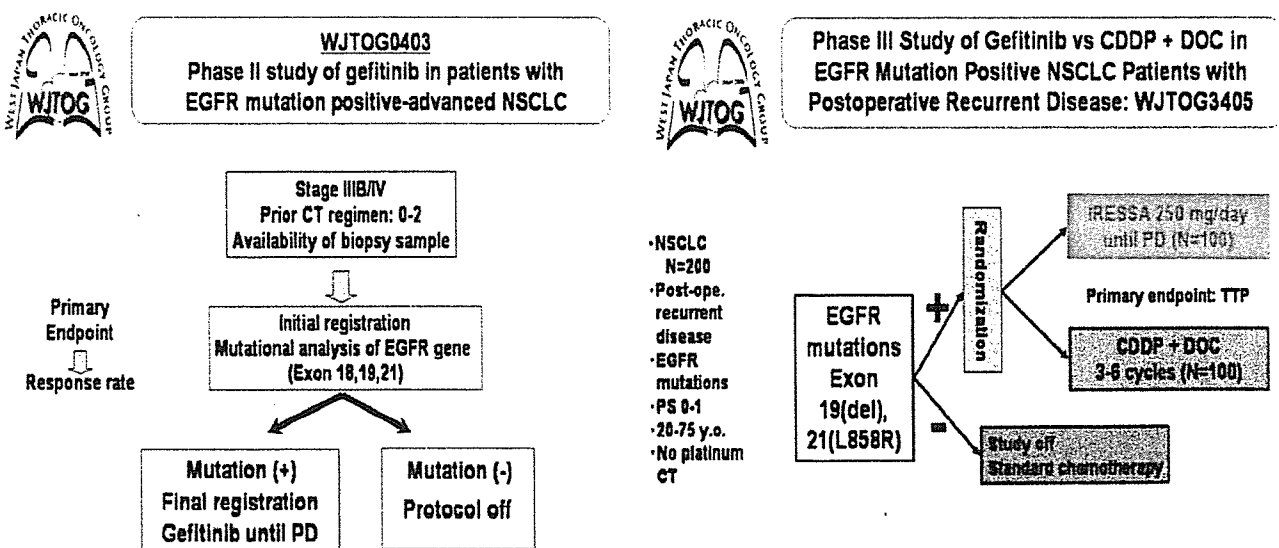 WEST JAPAN THORACIC ONCOLOGY GROUP
WJTOG
WJTOG0403
Phase II study of gefitinib in patients with
EGFR mutation positive-advanced NSCLC
Stage IIIB/IV
Prior CT regimen: 0-2
Availability of biopsy sample
Primary
Endpoint
Response rate
Initial registration
Mutational analysis of EGFR gene
(Exon 18,19,21)
Mutation (+)
Final registration
Gefitinib until PD
Mutation (-)
Protocol off
WEST JAPAN THORACIC ONCOLOGY GROUP
WJTOG
Phase III Study of Gefitinib vs CDDP + DOC in
EGFR Mutation Positive NSCLC Patients with
Postoperative Recurrent Disease: WJTOG3405
·NSCLC
N=200
·Post-ope.
recurrent
disease
·EGFR
mutations
·PS 0-1
·20-75 y.o.
·No platinum
CT
EGFR
mutations
Exon
19(del),
21(L858R)
+
-
Randomization
IRESSA 250 mg/day
until PD (N=100)
Primary endpoint: TTP
CDDP + DOC
3-6 cycles (N=100)
Study off
Standard chemotherapy